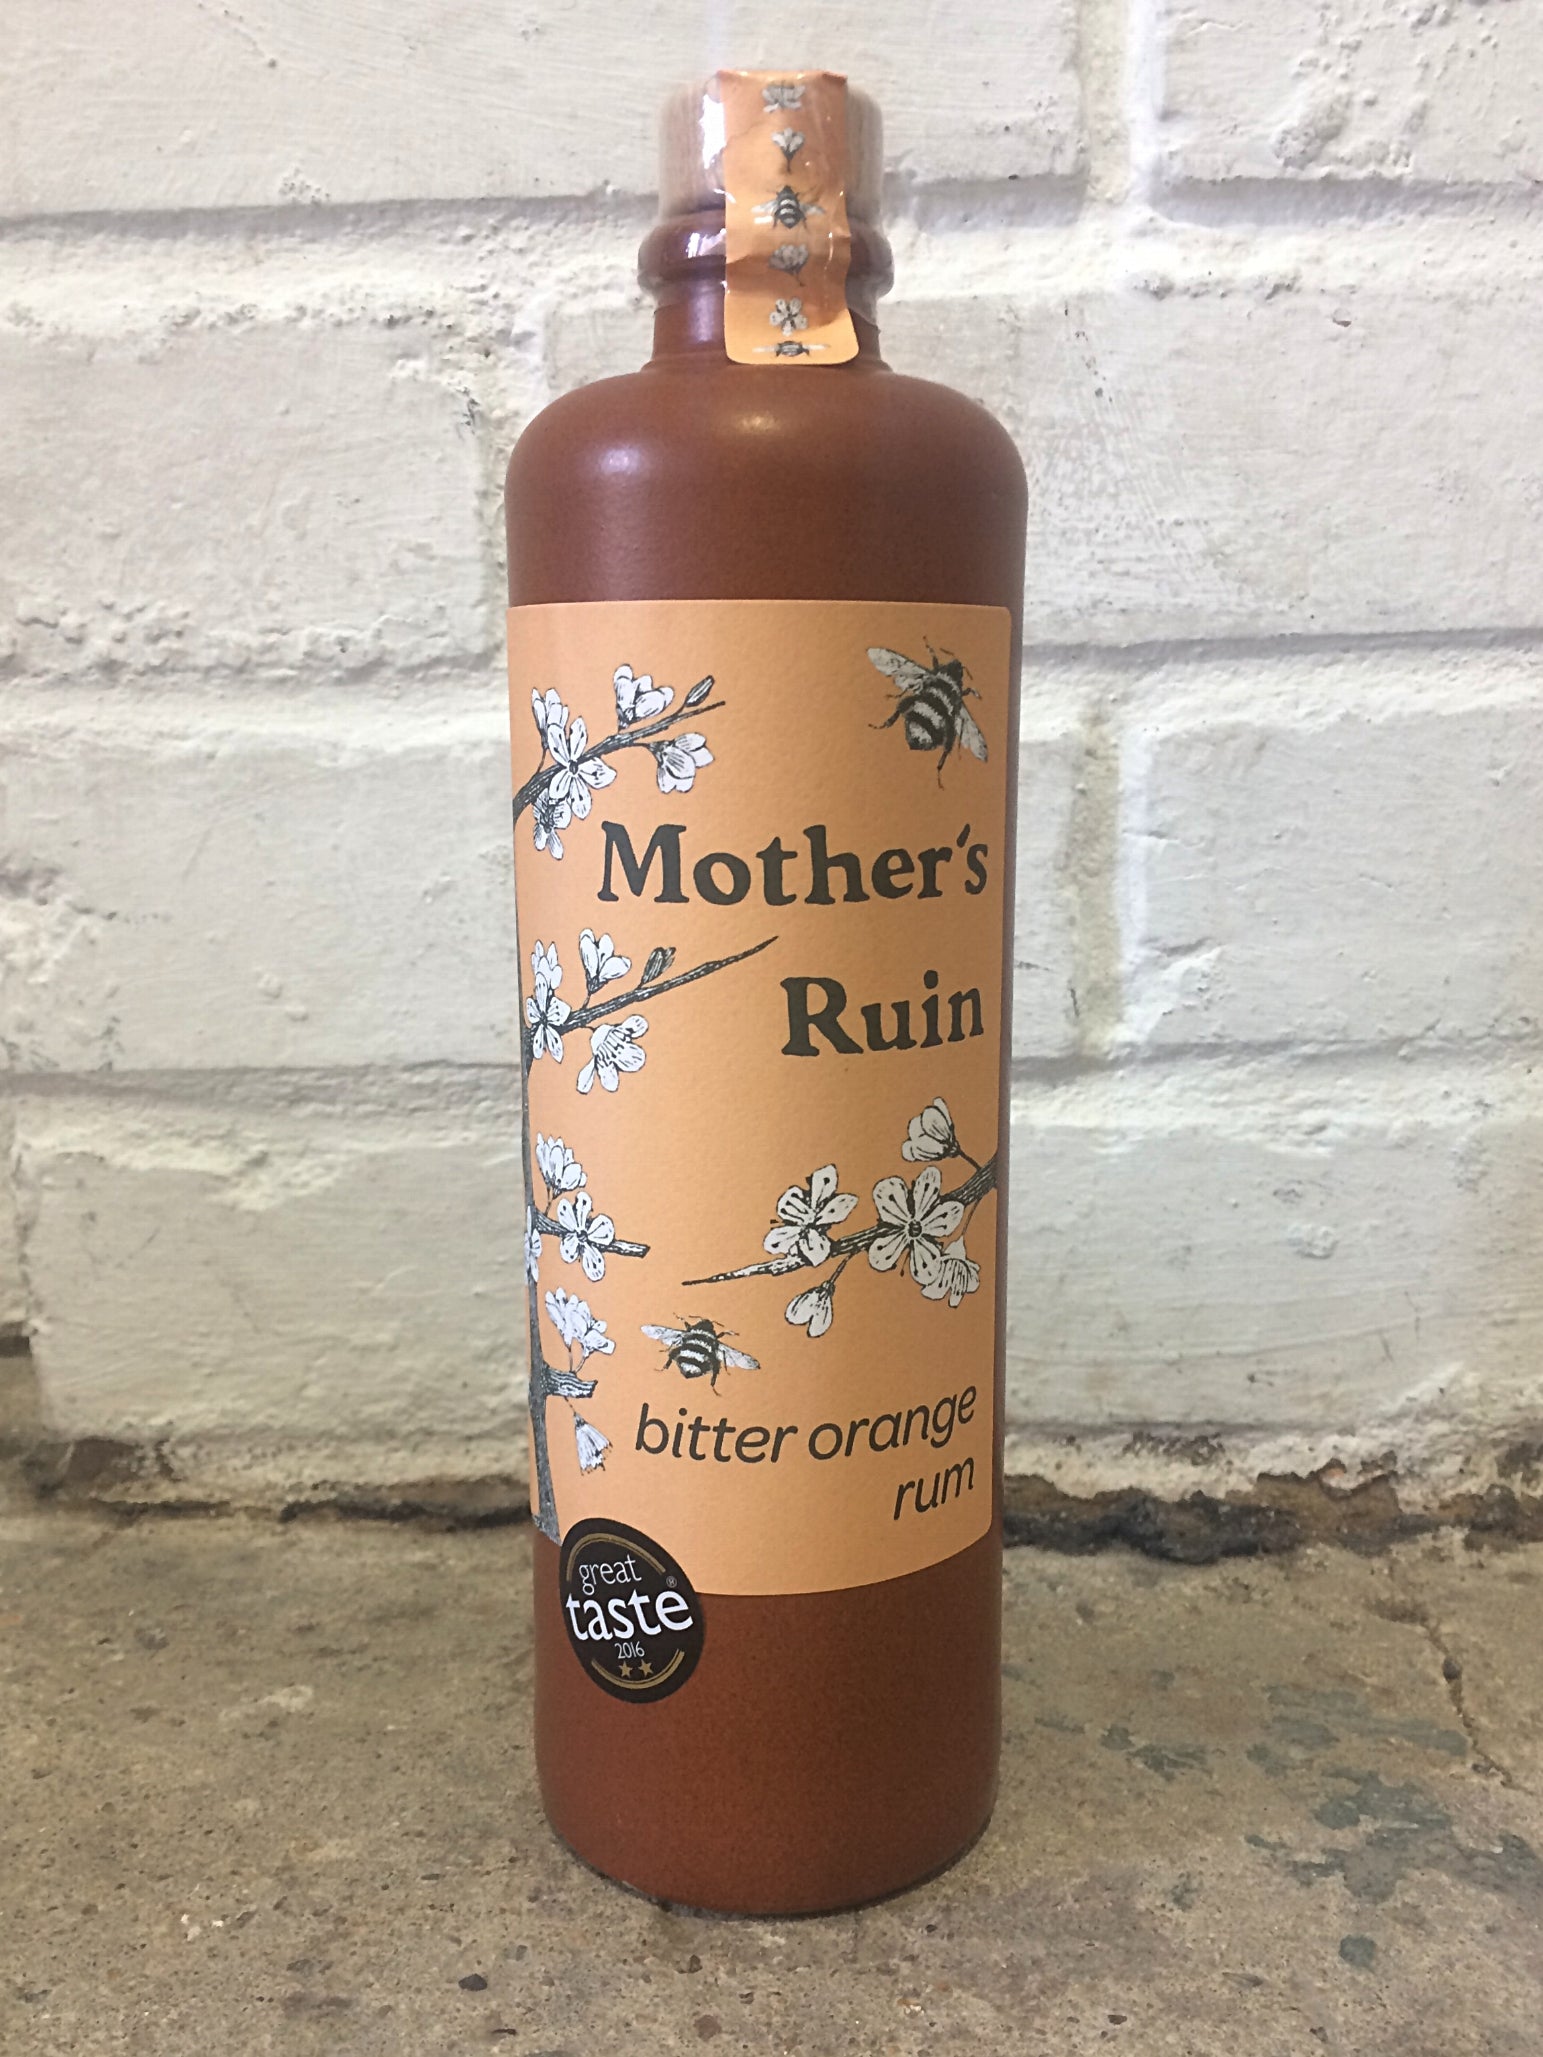 Mother's
Ruin
bitter orange
rum
great
taste®
2016